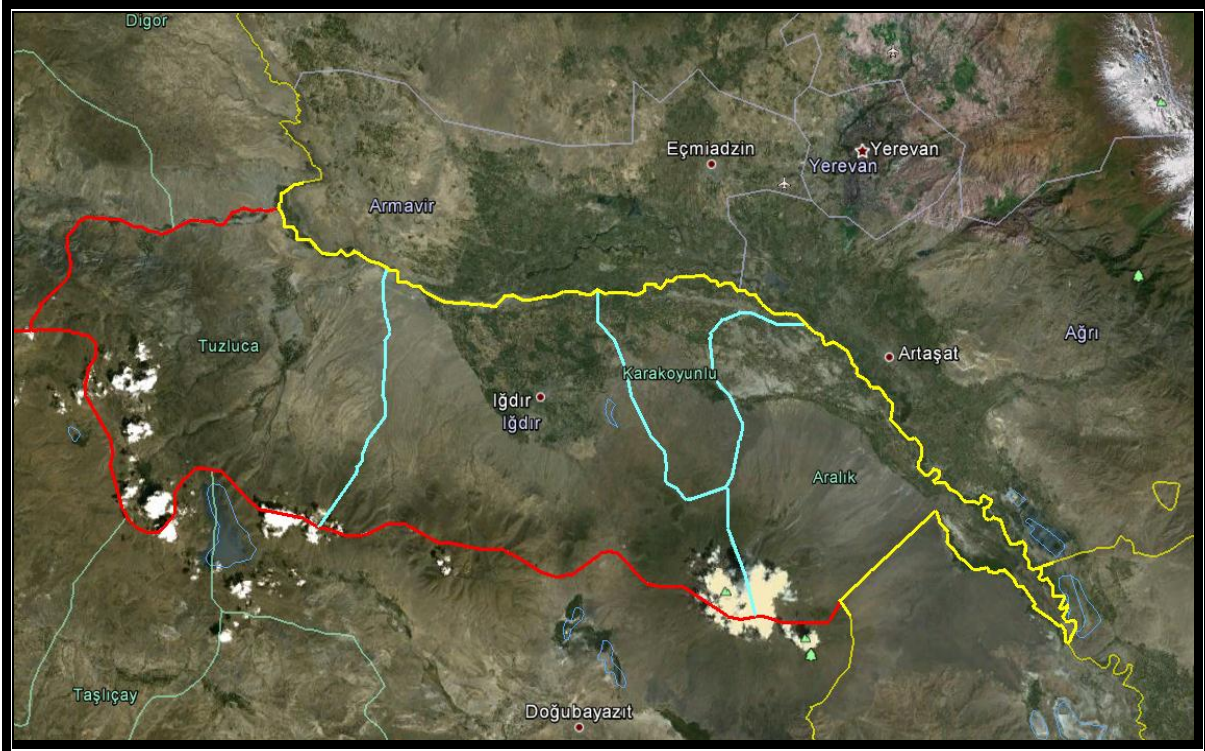 Digor
Eçmiadzin
Yerevan
Yerevan
Armavir
Ağrı
Tuzluca
Artaşat
Karakoyunlu
Iğdır
Iğdır
Aralık
Taşlıçay
Doğubayazıt